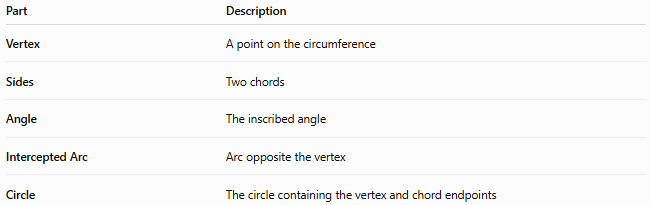 Part Description
Vertex A point on the circumference
Sides Two chords
Angle The inscribed angle
Intercepted Arc Arc opposite the vertex
Circle The circle containing the vertex and chord endpoints